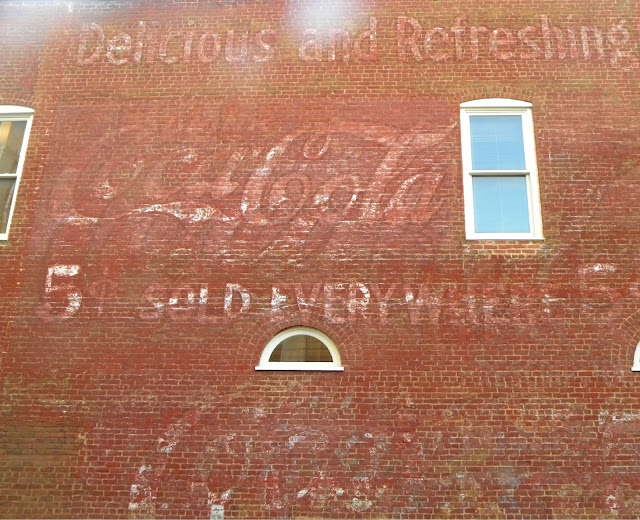 Delicious and Refreshing
Coca-Cola
5¢ SOLD EVERYWHERE 5